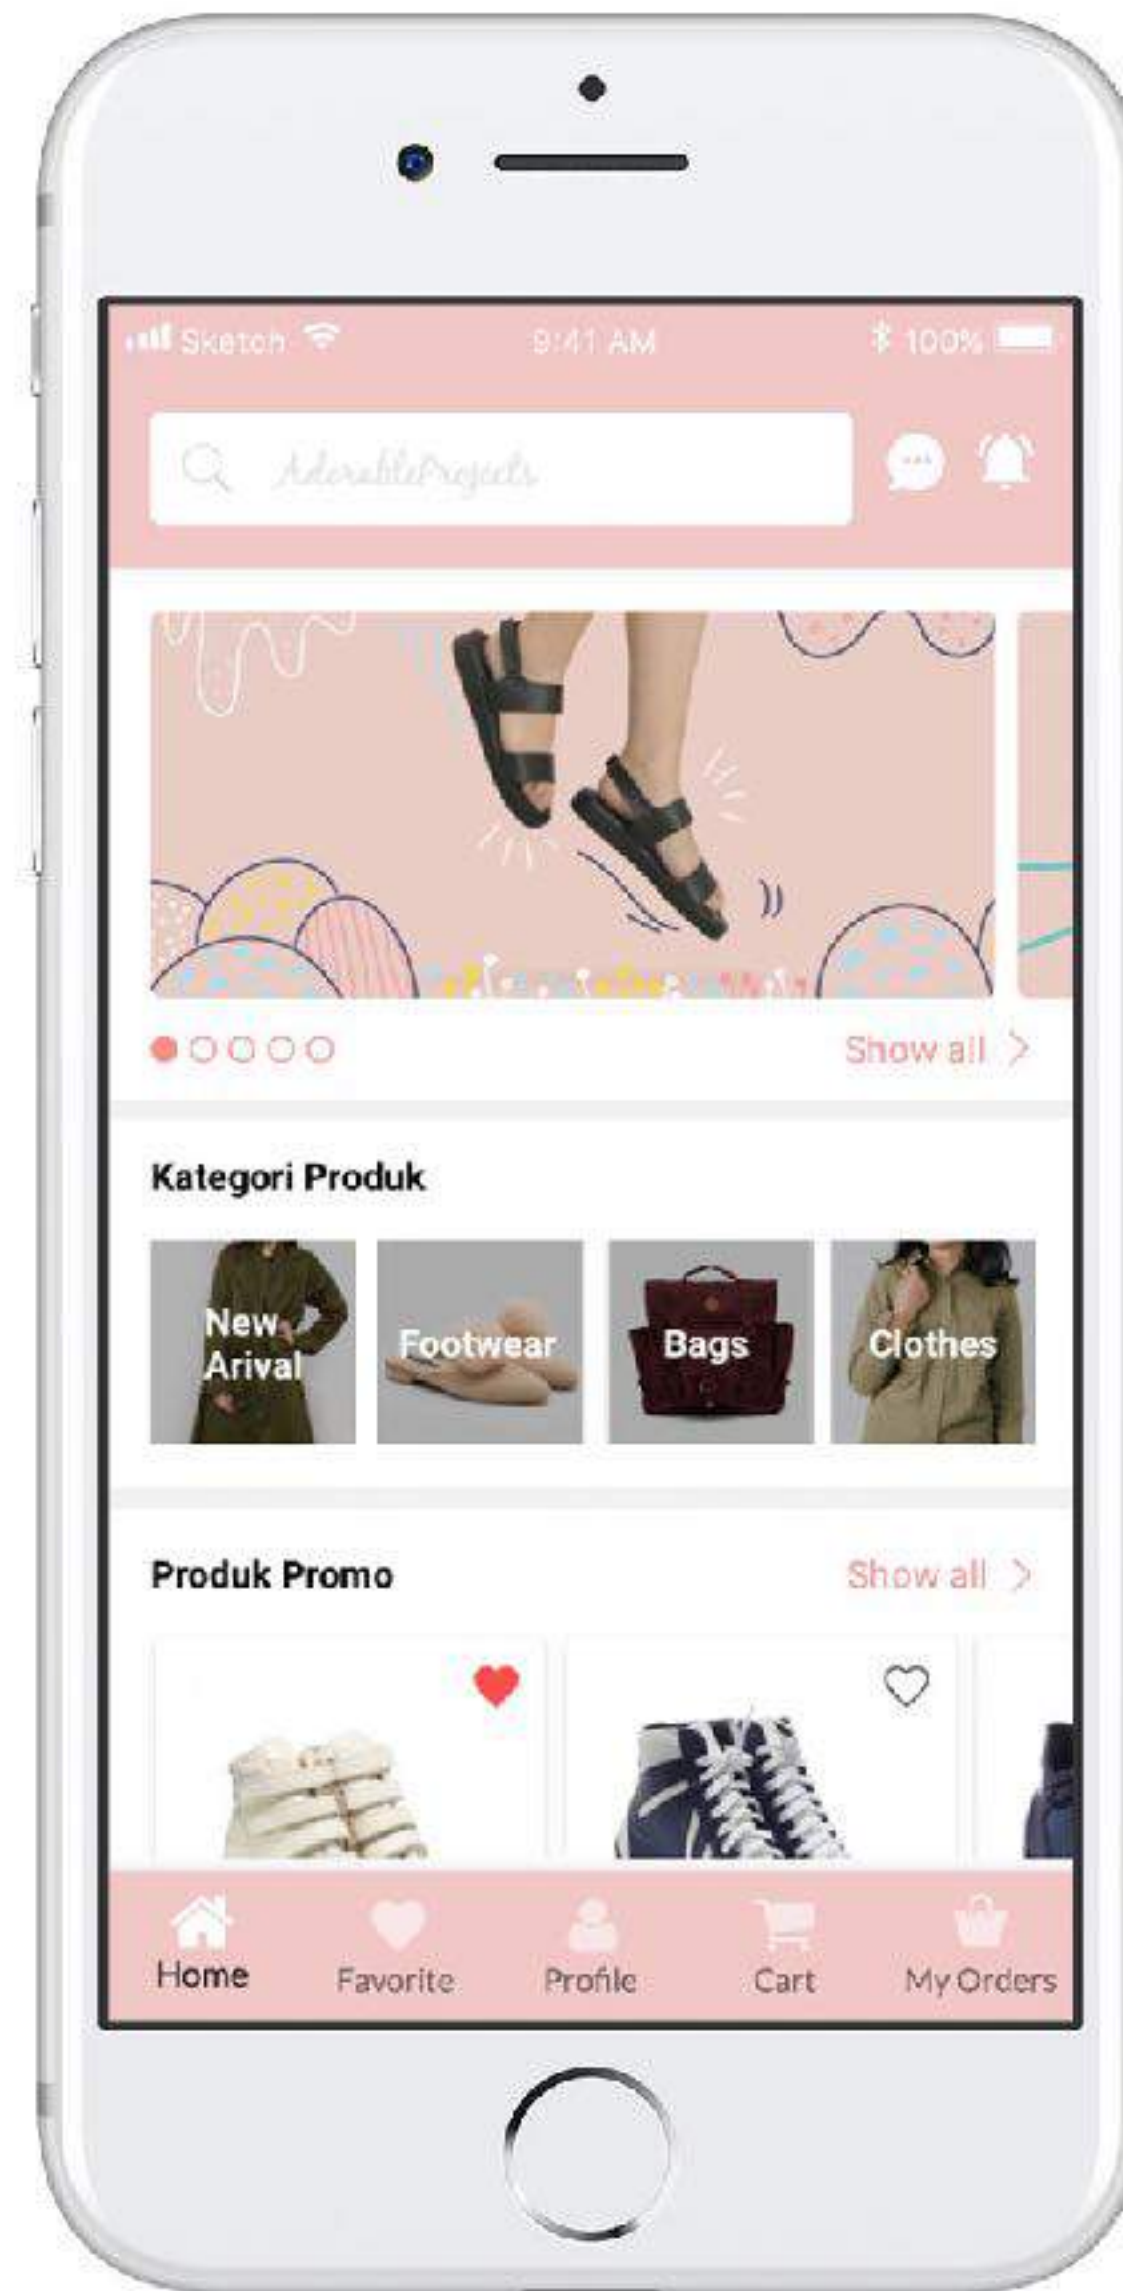 Sketch 9:41 AM 100%
AdorableProjects
Show all
Kategori Produk
New
Arival
Footwear
Bags
Clothes
Produk Promo
Show all
Home
Favorite
Profile
Cart
My Orders